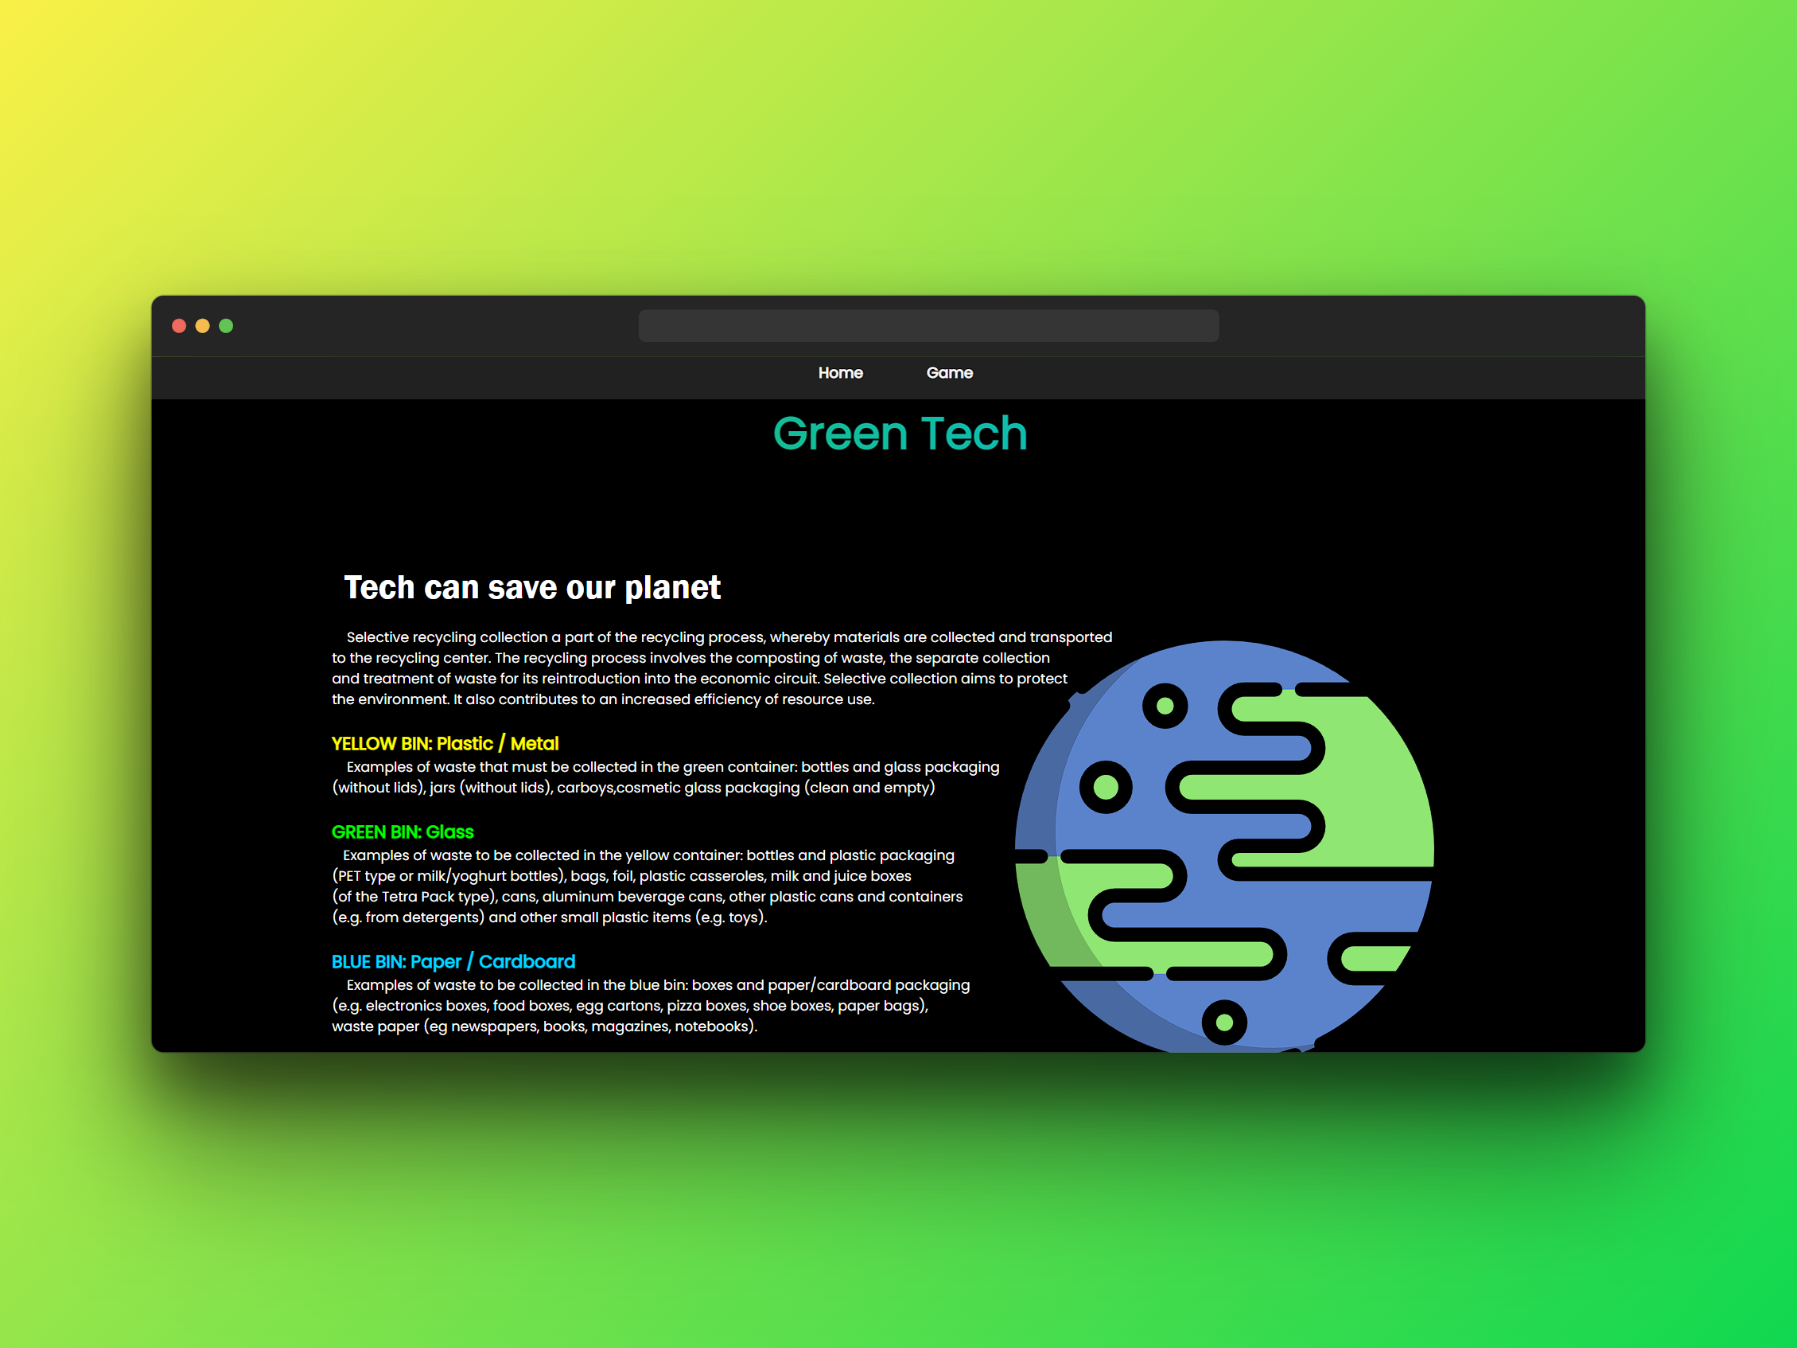 Home Game
Green Tech
Tech can save our planet
Selective recycling collection a part of the recycling process, whereby materials are collected and transported
to the recycling center. The recycling process involves the composting of waste, the separate collection
and treatment of waste for its reintroduction into the economic circuit. Selective collection aims to protect
the environment. It also contributes to an increased efficiency of resource use.
YELLOW BIN: Plastic / Metal
Examples of waste that must be collected in the green container: bottles and glass packaging
(without lids), jars (without lids), carboys,cosmetic glass packaging (clean and empty)
GREEN BIN: Glass
Examples of waste to be collected in the yellow container: bottles and plastic packaging
(PET type or milk/yoghurt bottles), bags, foil, plastic casseroles, milk and juice boxes
(of the Tetra Pack type), cans, aluminum beverage cans, other plastic cans and containers
(e.g. from detergents) and other small plastic items (e.g. toys).
BLUE BIN: Paper / Cardboard
Examples of waste to be collected in the blue bin: boxes and paper/cardboard packaging
(e.g. electronics boxes, food boxes, egg cartons, pizza boxes, shoe boxes, paper bags),
waste paper (eg newspapers, books, magazines, notebooks).